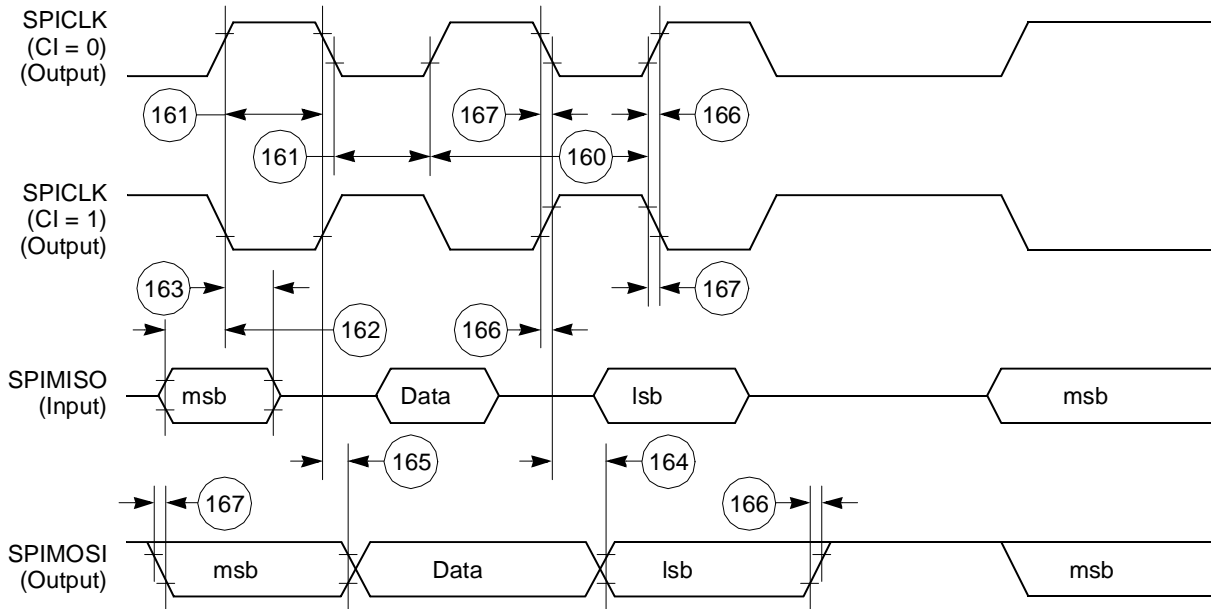 SPICLK
(CI = 0)
(Output)
161
167
166
161
160
SPICLK
(CI = 1)
(Output)
163
167
162
166
SPIMISO
(Input)
msb
Data
lsb
msb
165
164
167
166
SPIMOSI
(Output)
msb
Data
lsb
msb